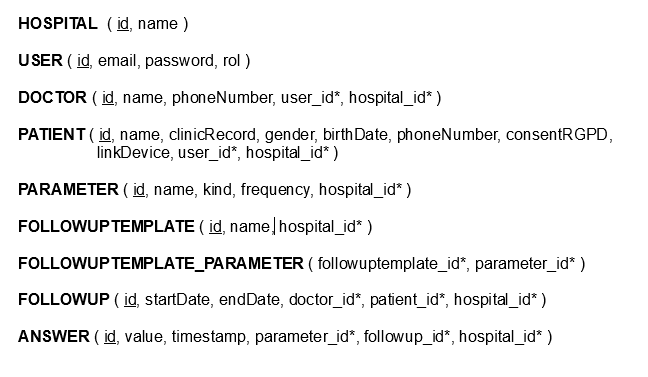 HOSPITAL ( id, name )
USER ( id, email, password, rol )
DOCTOR ( id, name, phoneNumber, user_id*, hospital_id* )
PATIENT ( id, name, clinicRecord, gender, birthDate, phoneNumber, consentRGPD,
linkDevice, user_id*, hospital_id* )
PARAMETER ( id, name, kind, frequency, hospital_id* )
FOLLOWUPTEMPLATE ( id, name, hospital_id* )
FOLLOWUPTEMPLATE_PARAMETER ( followuptemplate_id*, parameter_id* )
FOLLOWUP ( id, startDate, endDate, doctor_id*, patient_id*, hospital_id* )
ANSWER ( id, value, timestamp, parameter_id*, followup_id*, hospital_id* )